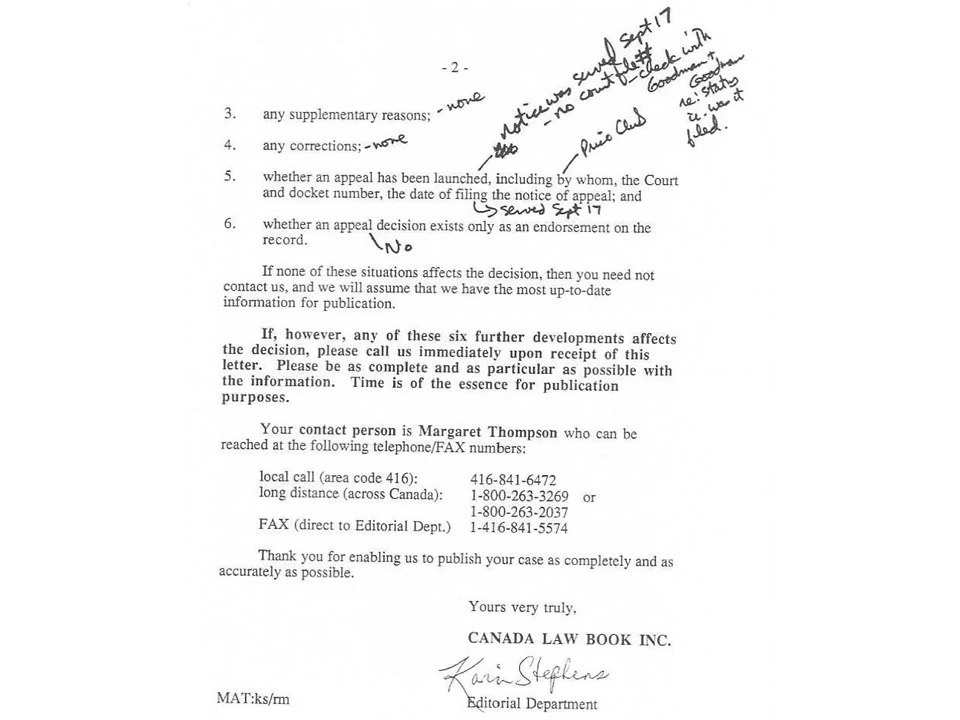 - 2 -
notice was served Sept 17
- no court file #
- check with
Goodman +
Goodman
re: status
ie. was it
filed.
3. any supplementary reasons; - none
4. any corrections; - none
Price Club
5. whether an appeal has been launched, including by whom, the Court
and docket number, the date of filing the notice of appeal; and
served Sept 17
6. whether an appeal decision exists only as an endorsement on the
record.
No
If none of these situations affects the decision, then you need not
contact us, and we will assume that we have the most up-to-date
information for publication.
If, however, any of these six further developments affects
the decision, please call us immediately upon receipt of this
letter. Please be as complete and as particular as possible with
the information. Time is of the essence for publication
purposes.
Your contact person is Margaret Thompson who can be
reached at the following telephone/FAX numbers:
local call (area code 416): 416-841-6472
long distance (across Canada): 1-800-263-3269 or
1-800-263-2037
FAX (direct to Editorial Dept.) 1-416-841-5574
Thank you for enabling us to publish your case as completely and as
accurately as possible.
Yours very truly,
CANADA LAW BOOK INC.
Karin Stephens
Editorial Department
MAT:ks/rm